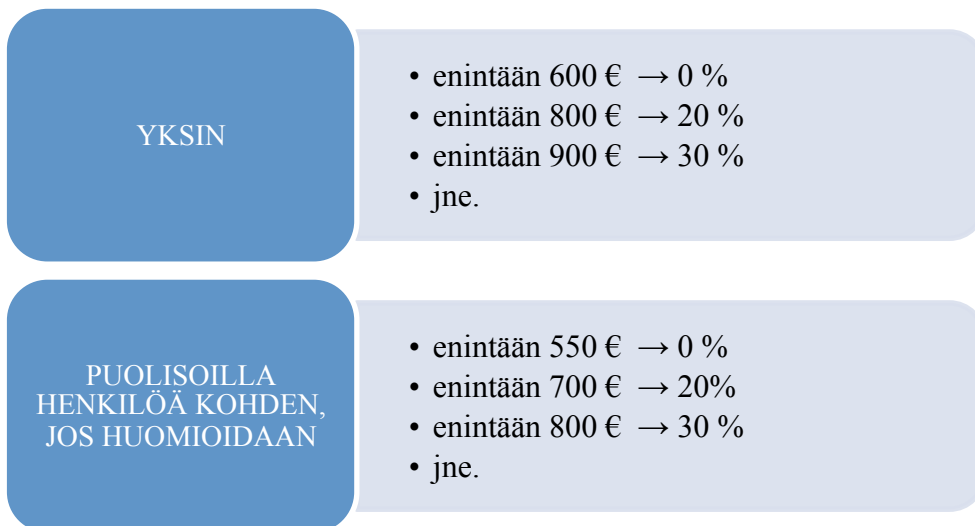 YKSIN
• enintään 600 € → 0 %
• enintään 800 € → 20 %
• enintään 900 € → 30 %
• jne.
PUOLISOILLA
HENKILÖÄ KOHDEN,
JOS HUOMIOIDAAN
• enintään 550 € → 0 %
• enintään 700 € → 20%
• enintään 800 € → 30 %
• jne.